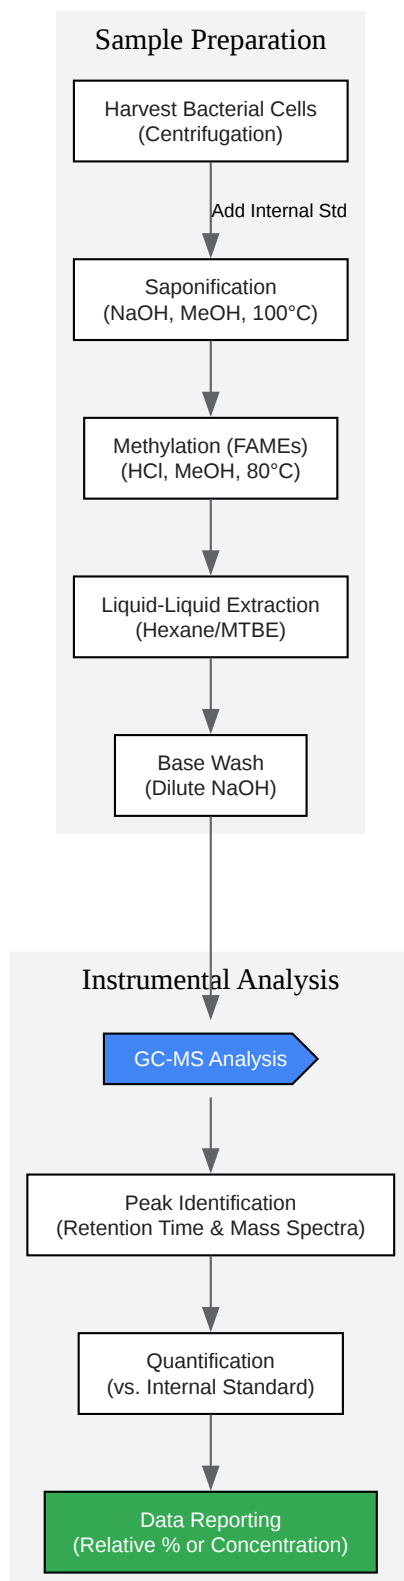 Sample Preparation
Harvest Bacterial Cells
(Centrifugation)
Add Internal Std
Saponification
(NaOH, MeOH, 100°C)
Methylation (FAMEs)
(HCl, MeOH, 80°C)
Liquid-Liquid Extraction
(Hexane/MTBE)
Base Wash
(Dilute NaOH)
Instrumental Analysis
GC-MS Analysis
Peak Identification
(Retention Time & Mass Spectra)
Quantification
(vs. Internal Standard)
Data Reporting
(Relative % or Concentration)